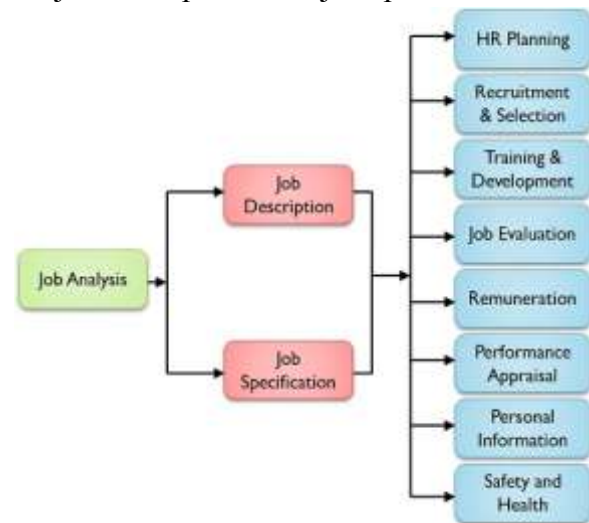 HR Planning
Recruitment
& Selection
Training &
Development
Job
Description
Job Evaluation
Job Analysis
Remuneration
Job
Specification
Performance
Appraisal
Personal
Information
Safety and
Health